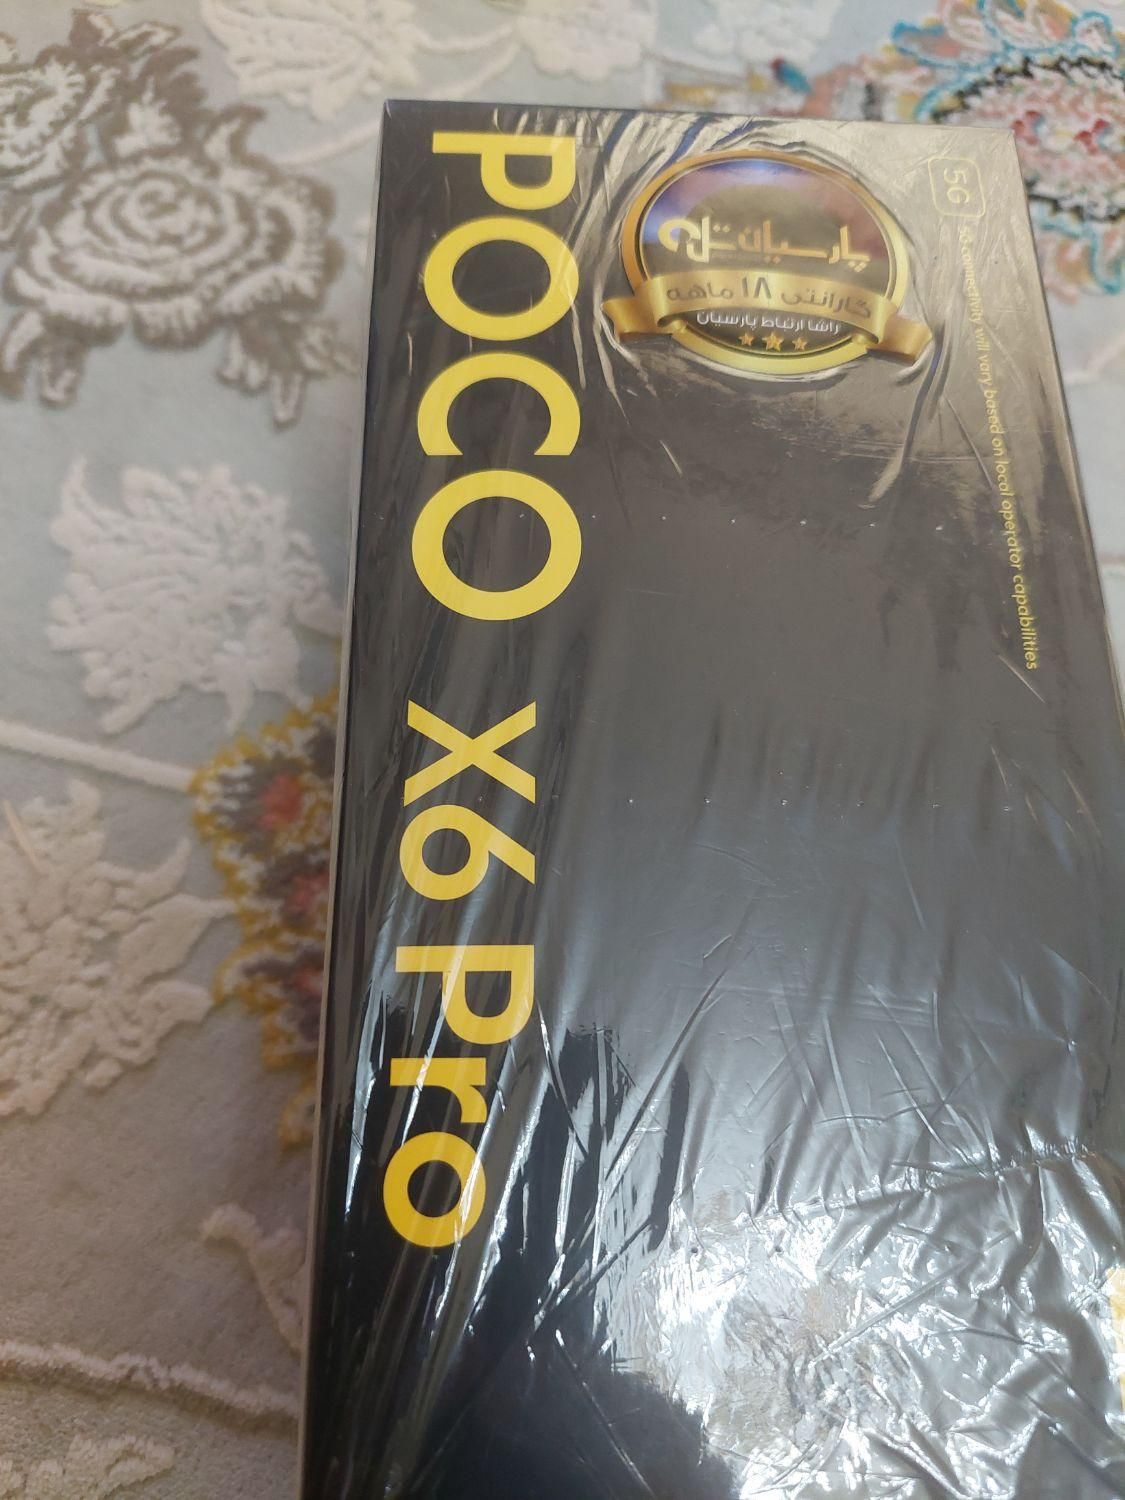 POCO X6 Pro
پارسیان تل
گارانتی ۱۸ ماهه
راشا ارتباط پارسیان
5G
5G connectivity will vary based on local operator capabilities